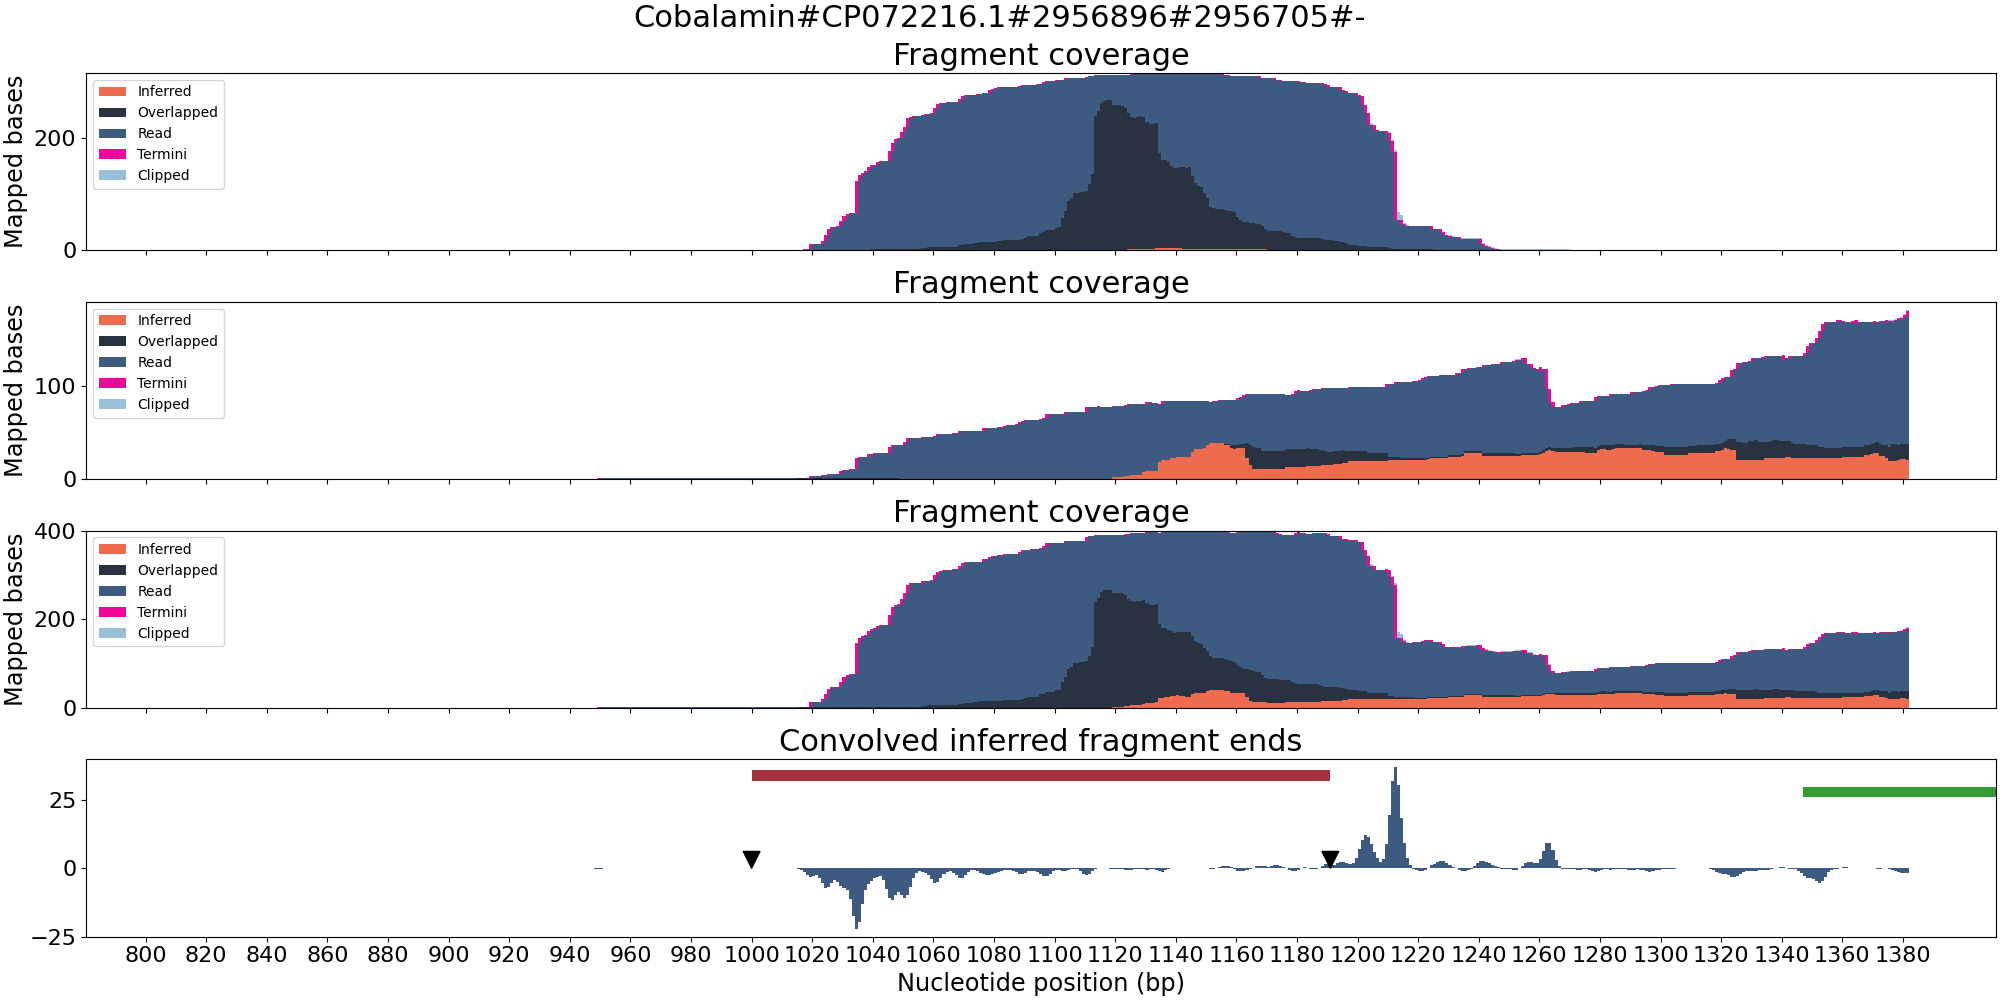 Cobalamin#CP072216.1#2956896#2956705#-
Fragment coverage
Mapped bases
200
0
Inferred
Overlapped
Read
Termini
Clipped
Fragment coverage
Mapped bases
100
0
Inferred
Overlapped
Read
Termini
Clipped
Fragment coverage
Mapped bases
400
200
0
Inferred
Overlapped
Read
Termini
Clipped
Convolved inferred fragment ends
25
0
−25
800 820 840 860 880 900 920 940 960 980 1000 1020 1040 1060 1080 1100 1120 1140 1160 1180 1200 1220 1240 1260 1280 1300 1320 1340 1360 1380
Nucleotide position (bp)